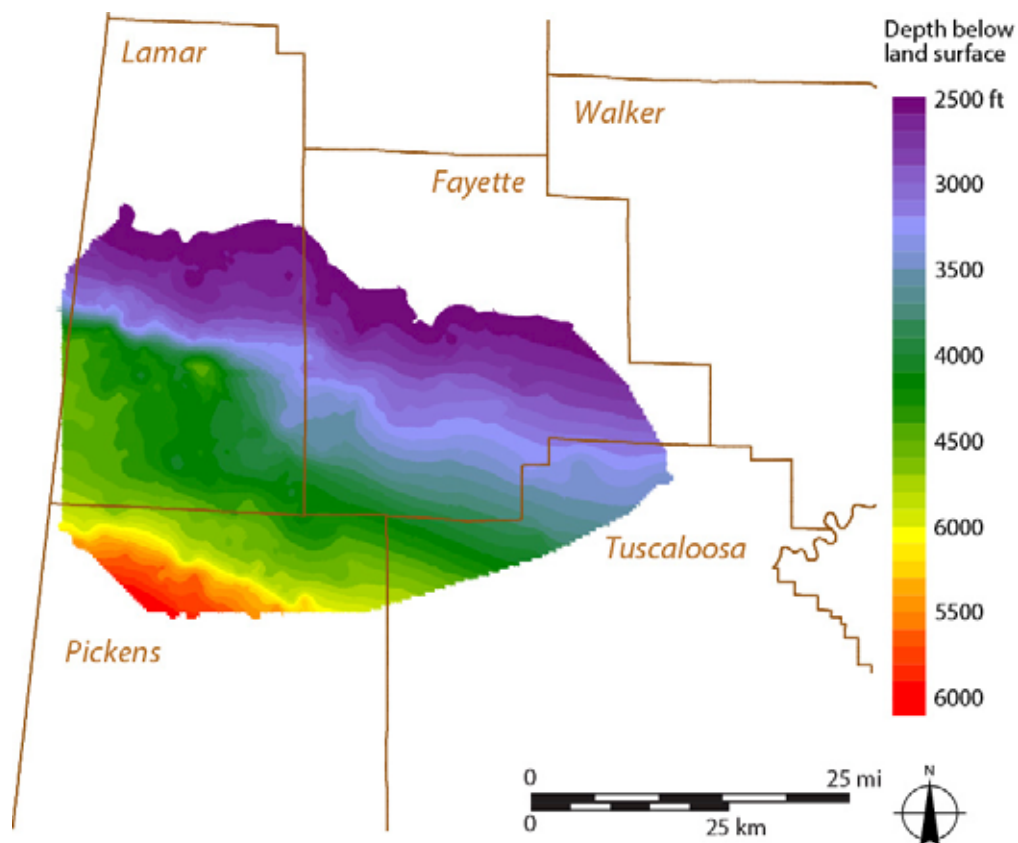 Depth below
land surface
Lamar
2500 ft
Walker
3000
Fayette
3500
4000
4500
6000
Tuscaloosa
5500
Pickens
6000
0 25 mi
0 25 km
N